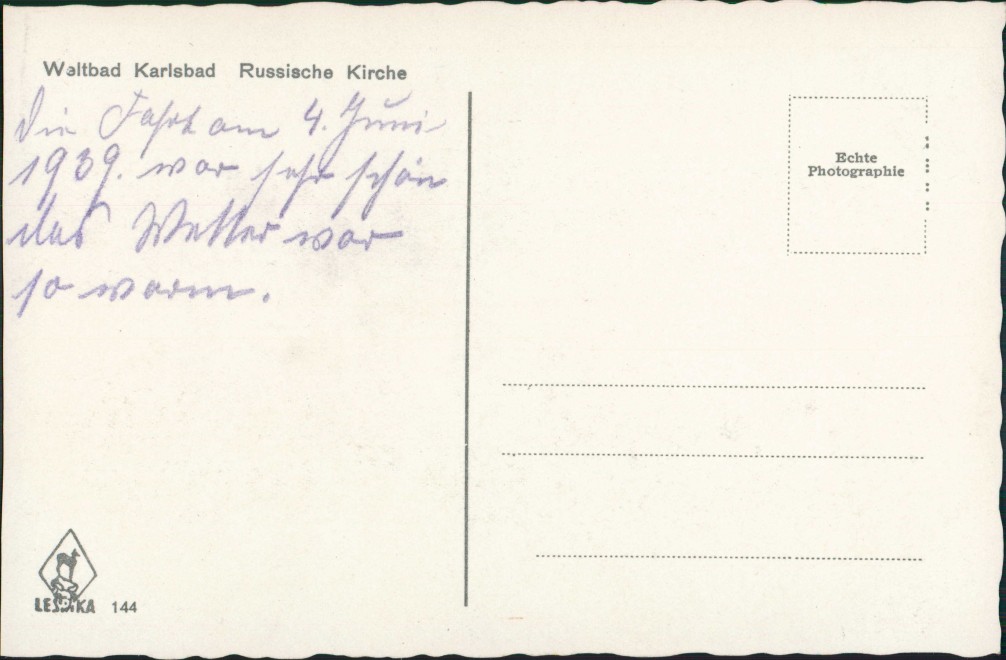 Weltbad Karlsbad Russische Kirche
Die Fahrt am 4. Juni
1939. war sehr schön
das Wetter war
so warm.
Echte
Photographie
LEDERKA 144